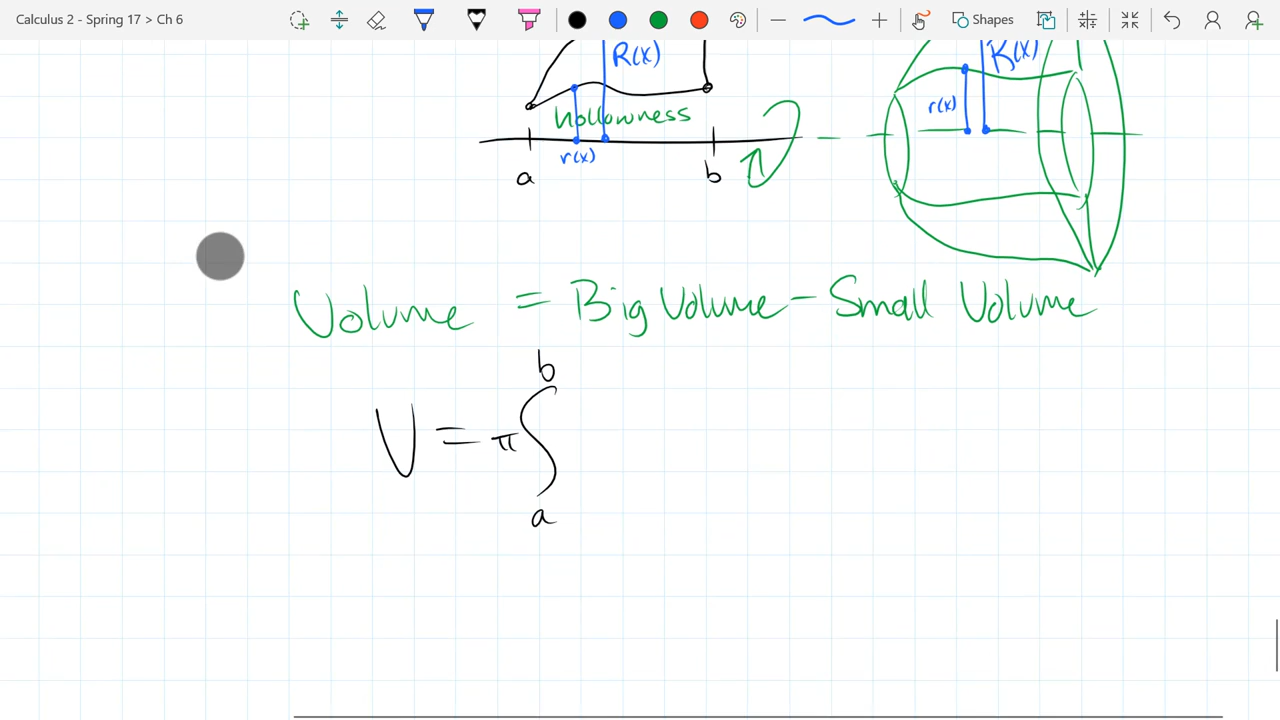 Calculus 2 - Spring 17 > Ch 6
Shapes
R(x)
R(x)
r(x)
hollowness
r(x)
a
b
Volume = Big Volume - Small Volume
b
V = π∫
a